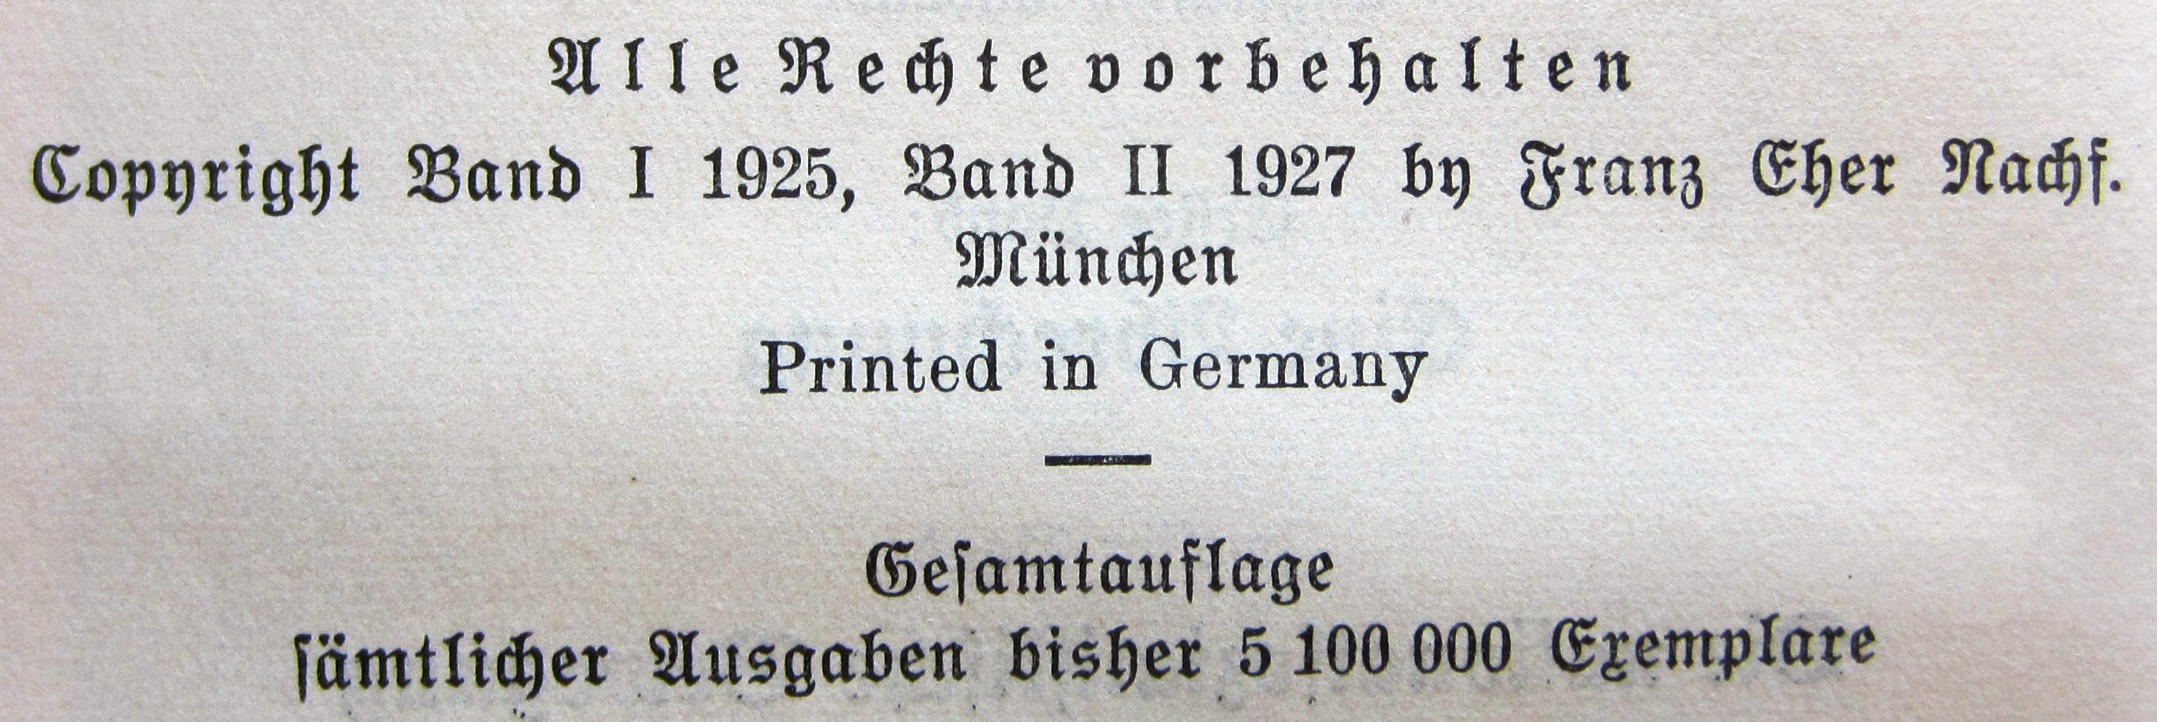 Alle Rechte vorbehalten
Copyright Band I 1925, Band II 1927 by Franz Eher Nachf.
München
Printed in Germany
Geſamtauflage
ſämtlicher Ausgaben bisher 5 100 000 Exemplare